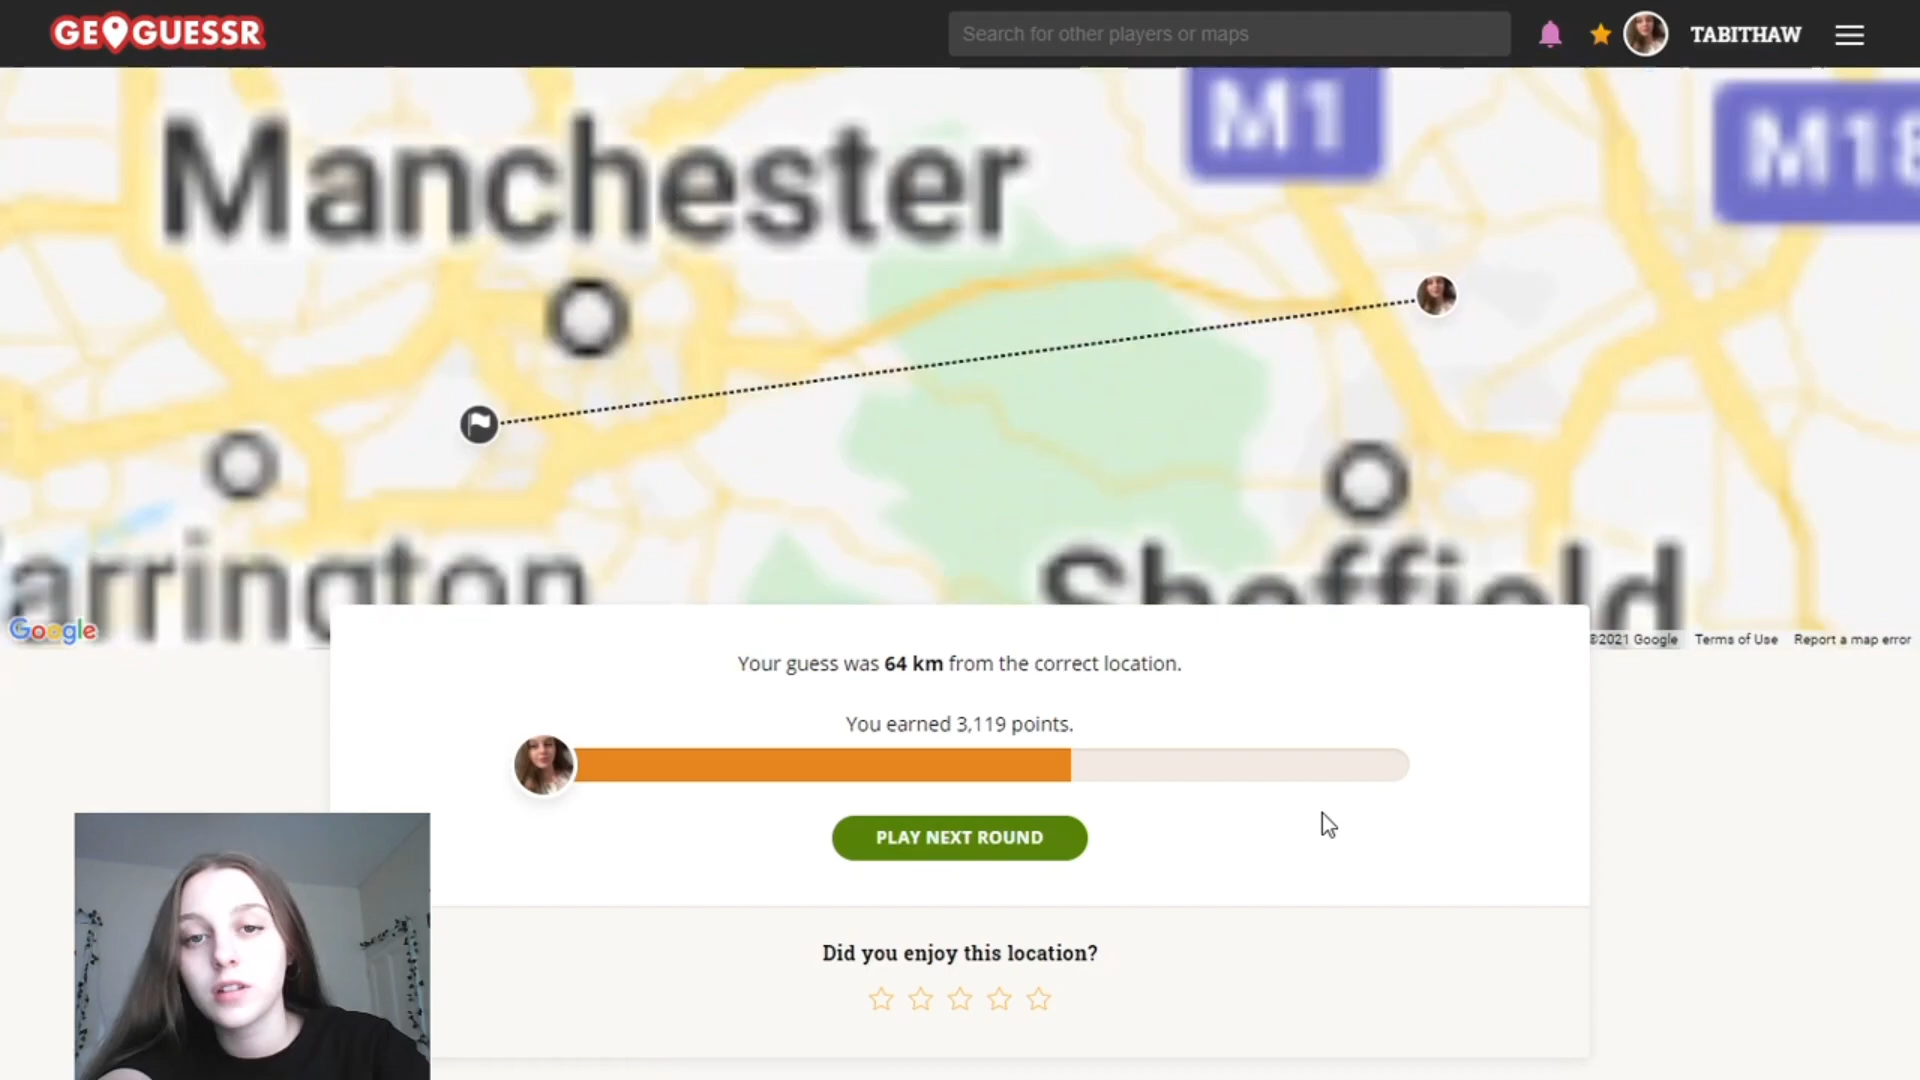 GEOGUESSR
Search for other players or maps
TABITHAW
M1
M18
Manchester
arrington
Sheffield
Google
©2021 Google
Terms of Use
Report a map error
Your guess was 64 km from the correct location.
You earned 3,119 points.
PLAY NEXT ROUND
Did you enjoy this location?